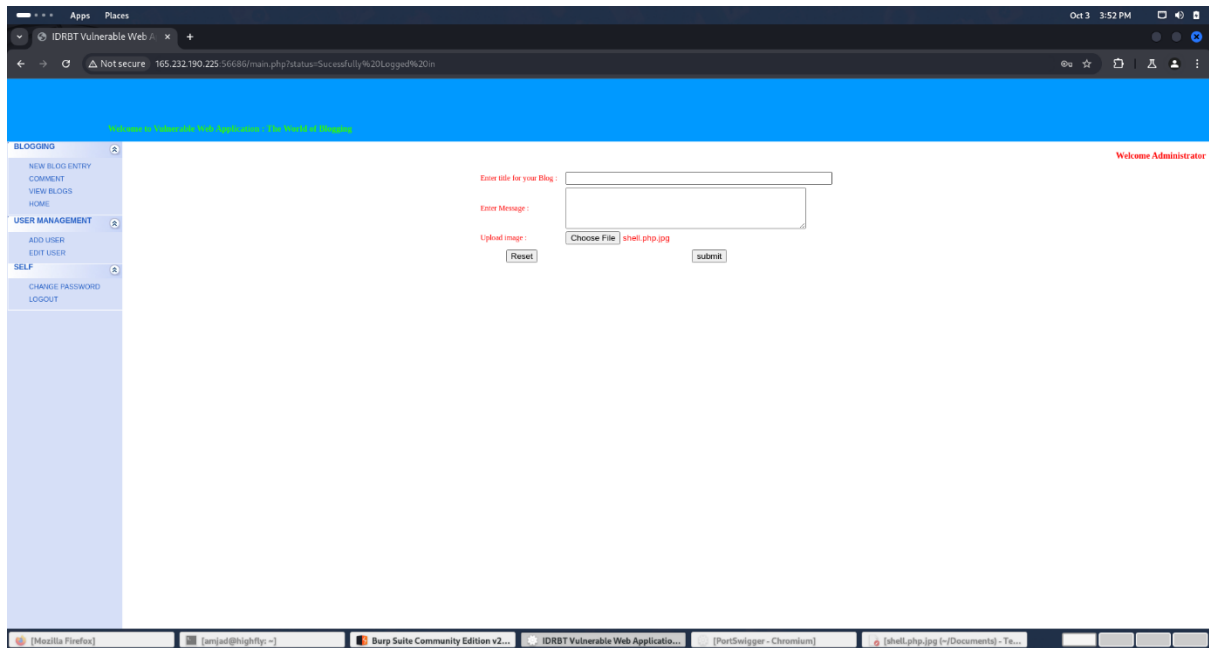 Apps Places Oct 3 3:52 PM
IDRBT Vulnerable Web A
Not secure 165.232.190.225:56686/main.php?status=Sucessfully%20Logged%20in
Welcome to Vulnerable Web Application : The World of Blogging
BLOGGING
Welcome Administrator
NEW BLOG ENTRY
COMMENT
VIEW BLOGS
HOME
Enter title for your Blog :
Enter Message :
USER MANAGEMENT
ADD USER
EDIT USER
Upload image : Choose File shell.php.jpg
Reset submit
SELF
CHANGE PASSWORD
LOGOUT
[Mozilla Firefox] [amjad@highfly: ~] Burp Suite Community Edition v2... IDRBT Vulnerable Web Applicatio... [PortSwigger - Chromium] [shell.php.jpg (~/Documents) - Te...